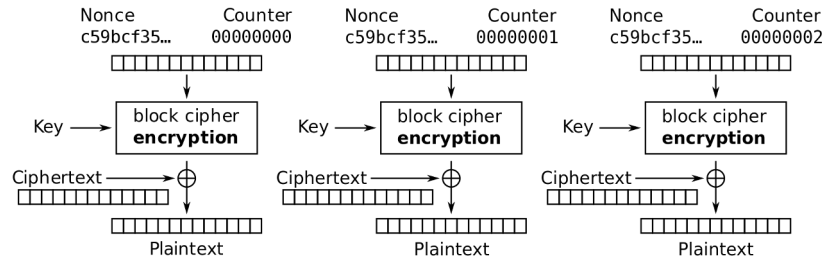 Nonce Counter Nonce Counter Nonce Counter
c59bcf35… 00000000 c59bcf35… 00000001 c59bcf35… 00000002
block cipher block cipher block cipher
Key encryption Key encryption Key encryption
Ciphertext Ciphertext Ciphertext
Plaintext Plaintext Plaintext